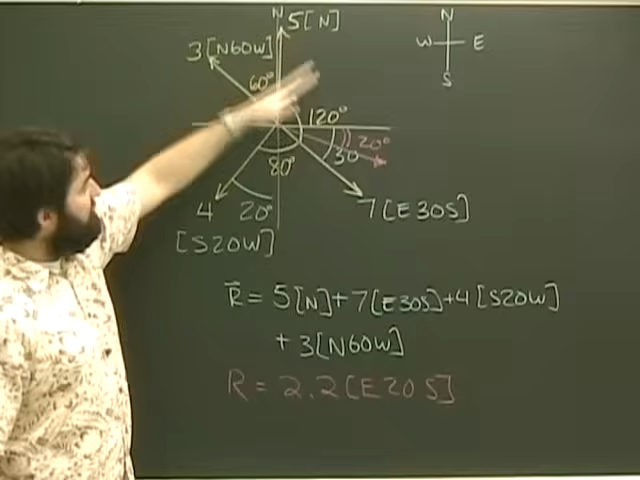 N
5[N]
N
3[N60W]
W
E
60°
S
120°
20°
30
80°
4
20°
7[E30S]
[S20W]
R = 5[N]+7[E30S]+4[S20W]
+ 3[N60W]
R = 2.2[E20S]